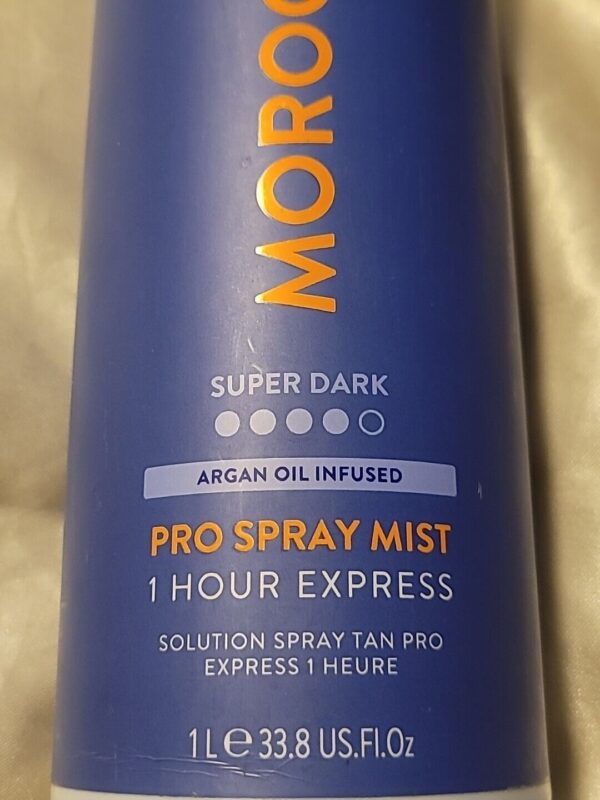 MOROC
SUPER DARK
ARGAN OIL INFUSED
PRO SPRAY MIST
1 HOUR EXPRESS
SOLUTION SPRAY TAN PRO
EXPRESS 1 HEURE
1L℮33.8 US.Fl.Oz